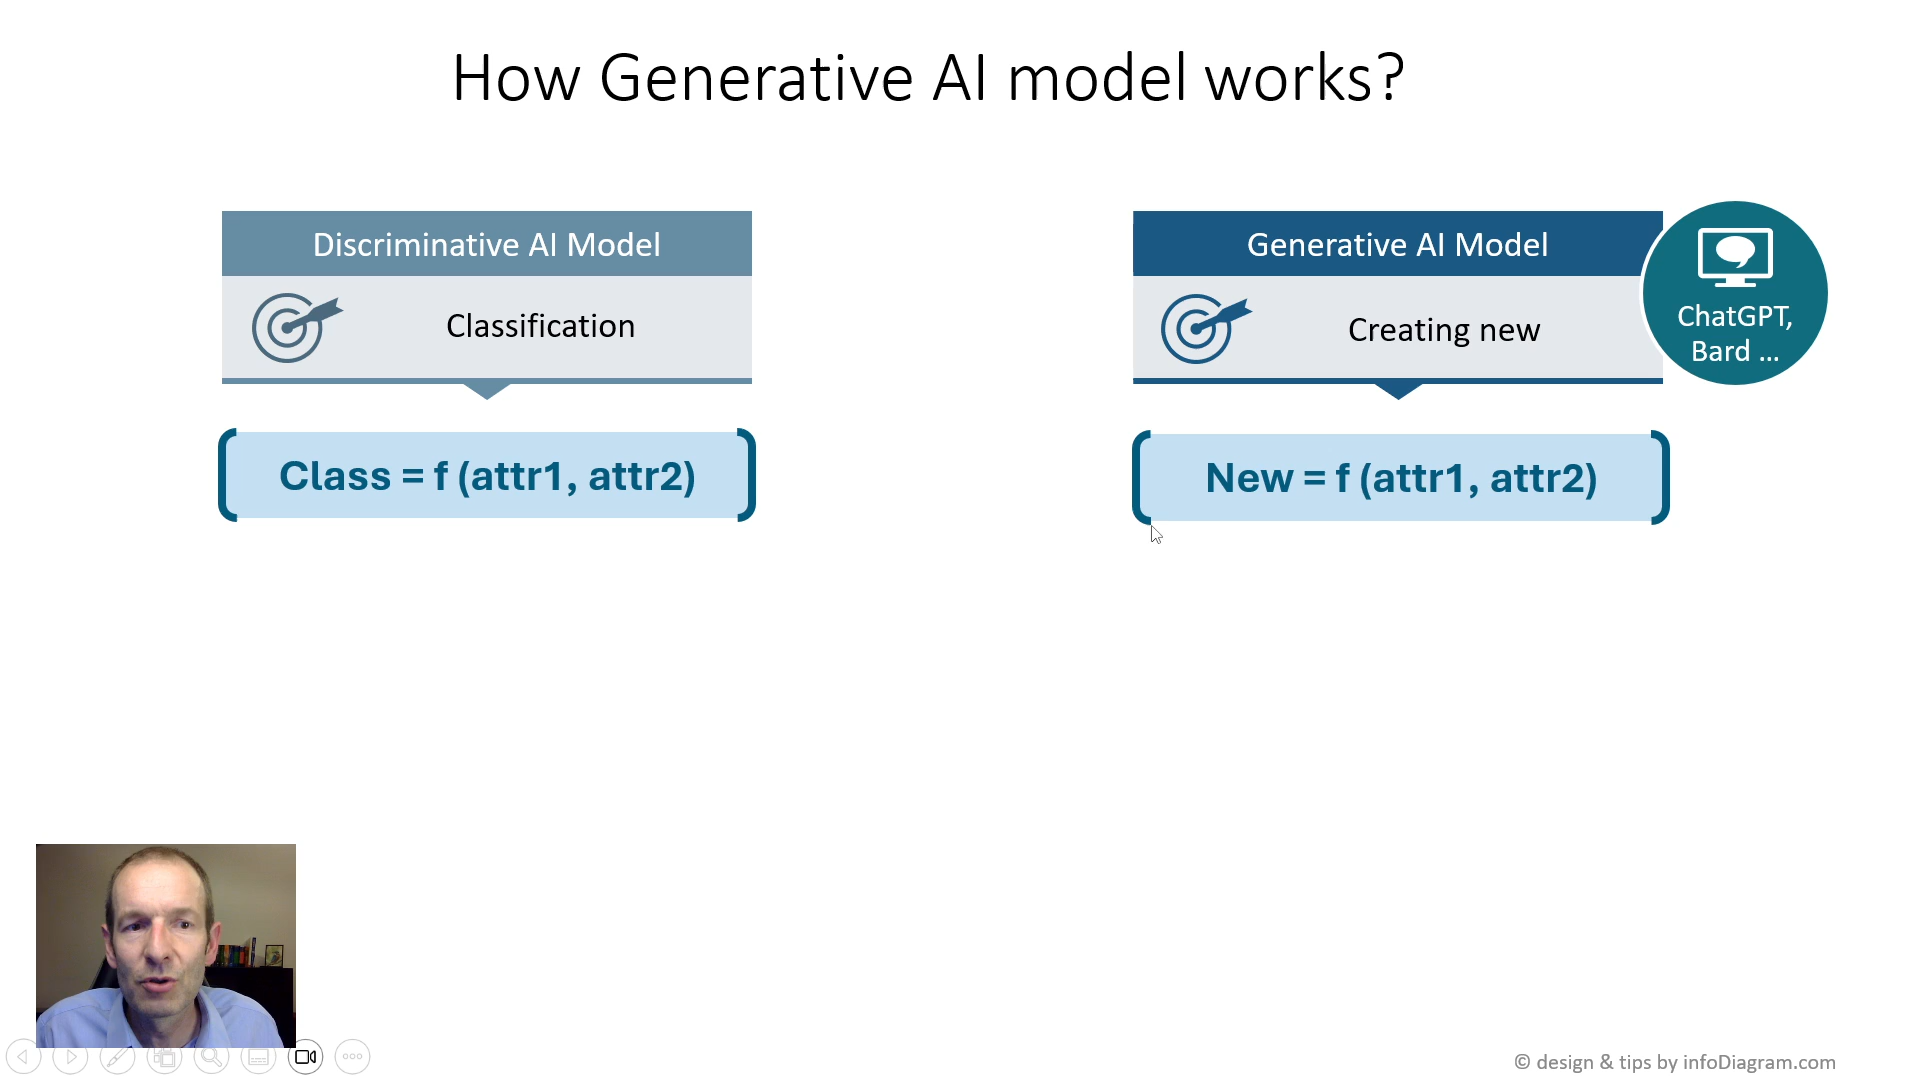 How Generative AI model works?
Discriminative AI Model
Classification
Class = f (attr1, attr2)
Generative AI Model
Creating new
ChatGPT,
Bard ...
New = f (attr1, attr2)
© design & tips by infoDiagram.com